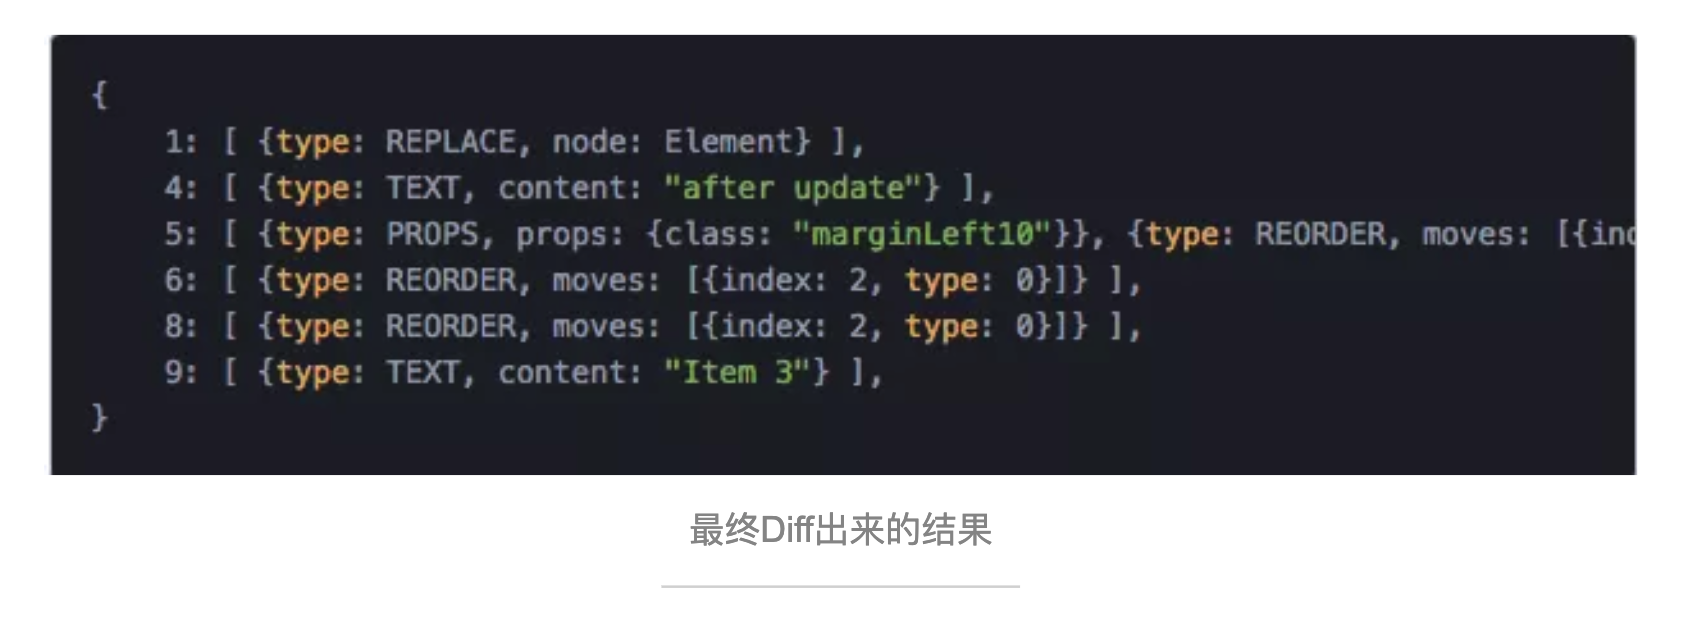 {
1: [ {type: REPLACE, node: Element} ],
4: [ {type: TEXT, content: "after update"} ],
5: [ {type: PROPS, props: {class: "marginLeft10"}}, {type: REORDER, moves: [{ind
6: [ {type: REORDER, moves: [{index: 2, type: 0}]} ],
8: [ {type: REORDER, moves: [{index: 2, type: 0}]} ],
9: [ {type: TEXT, content: "Item 3"} ],
}
最终Diff出来的结果